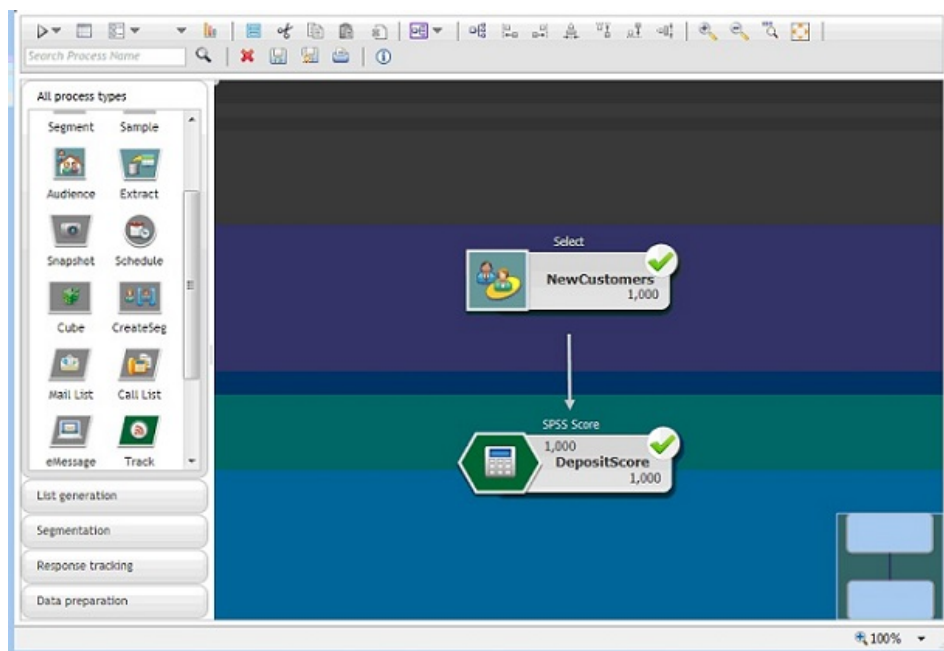 Search Process Name
All process types
Segment Sample
Audience Extract
Snapshot Schedule
Cube CreateSeg
Mail List Call List
eMessage Track
List generation
Segmentation
Response tracking
Data preparation
Select
NewCustomers
1,000
SPSS Score
1,000
DepositScore
1,000
100%